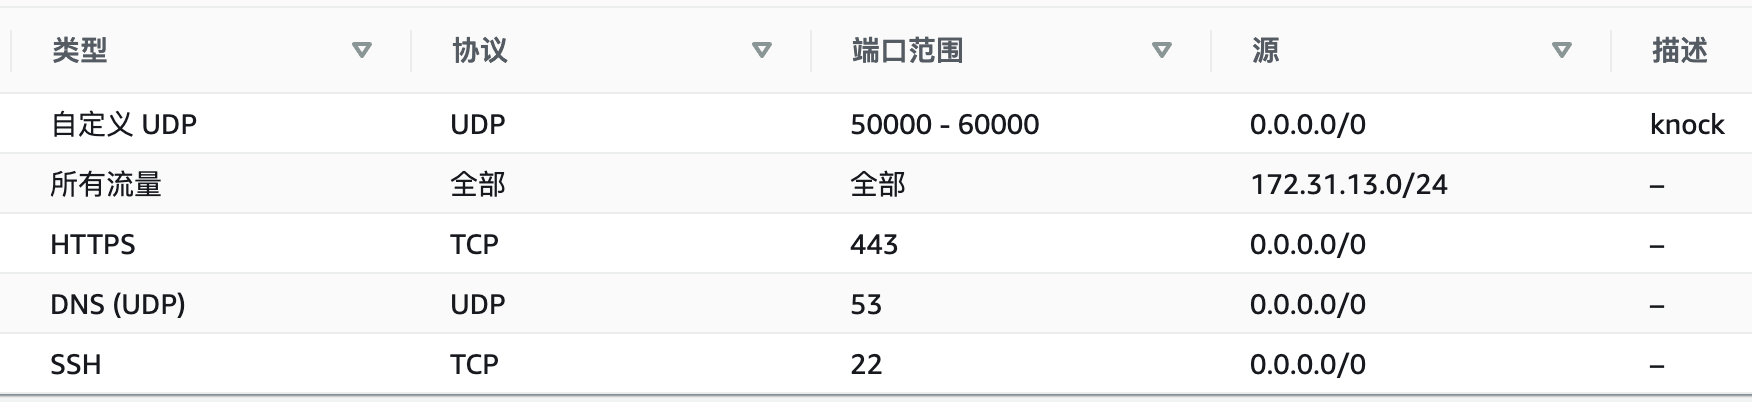 类型 协议 端口范围 源 描述
自定义 UDP UDP 50000 - 60000 0.0.0.0/0 knock
所有流量 全部 全部 172.31.13.0/24 –
HTTPS TCP 443 0.0.0.0/0 –
DNS (UDP) UDP 53 0.0.0.0/0 –
SSH TCP 22 0.0.0.0/0 –